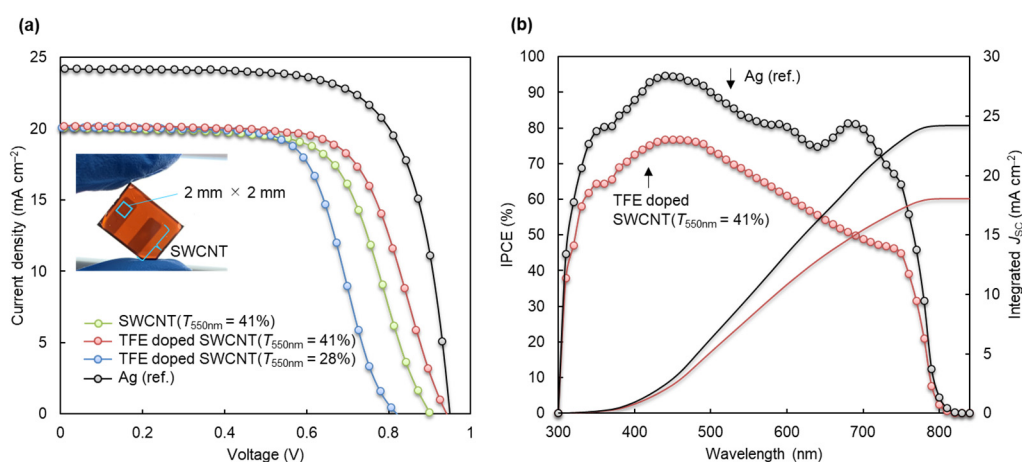 (a)
25
20
15
10
5
0
Current density (mA cm⁻²)
0
0.2
0.4
0.6
0.8
1
Voltage (V)
2 mm × 2 mm
SWCNT
SWCNT(T550nm = 41%)
TFE doped SWCNT(T550nm = 41%)
TFE doped SWCNT(T550nm = 28%)
Ag (ref.)
(b)
100
90
80
70
60
50
40
30
20
10
0
IPCE (%)
300
400
500
600
700
800
Wavelength (nm)
Ag (ref.)
TFE doped
SWCNT(T550nm = 41%)
30
25
20
15
10
5
0
Integrated JSC (mA cm⁻²)